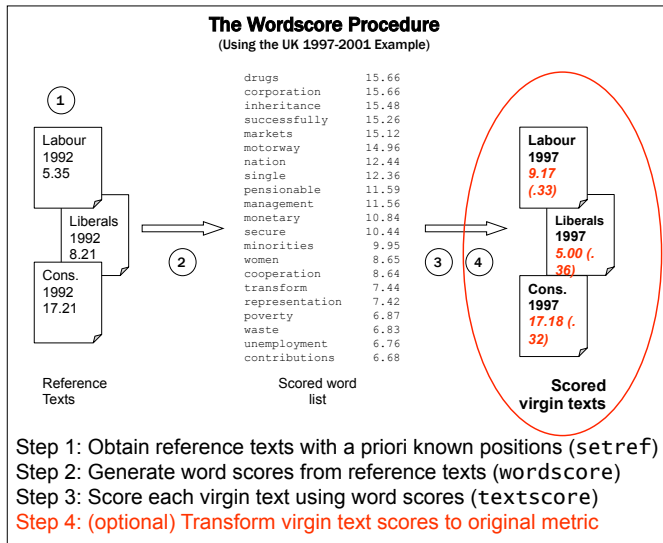 The Wordscore Procedure
(Using the UK 1997-2001 Example)
1
Labour
1992
5.35
Liberals
1992
8.21
Cons.
1992
17.21
Reference
Texts
2
drugs 15.66
corporation 15.66
inheritance 15.48
successfully 15.26
markets 15.12
motorway 14.96
nation 12.44
single 12.36
pensionable 11.59
management 11.56
monetary 10.84
secure 10.44
minorities 9.95
women 8.65
cooperation 8.64
transform 7.44
representation 7.42
poverty 6.87
waste 6.83
unemployment 6.76
contributions 6.68
Scored word
list
3 4
Labour
1997
9.17
(.33)
Liberals
1997
5.00 (.
36)
Cons.
1997
17.18 (.
32)
Scored
virgin texts
Step 1: Obtain reference texts with a priori known positions (setref)
Step 2: Generate word scores from reference texts (wordscore)
Step 3: Score each virgin text using word scores (textscore)
Step 4: (optional) Transform virgin text scores to original metric